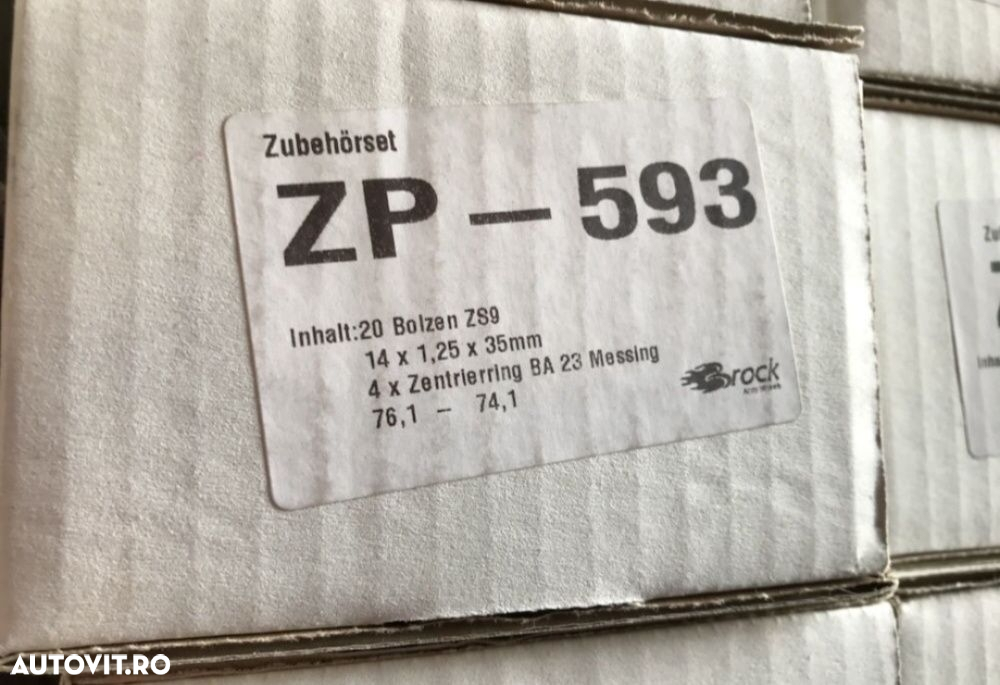 Zubehörset
ZP – 593
Inhalt:20 Bolzen ZS9
14 x 1,25 x 35mm
4 x Zentrierring BA 23 Messing
76,1 – 74,1
Brock
AUTOVIT.RO